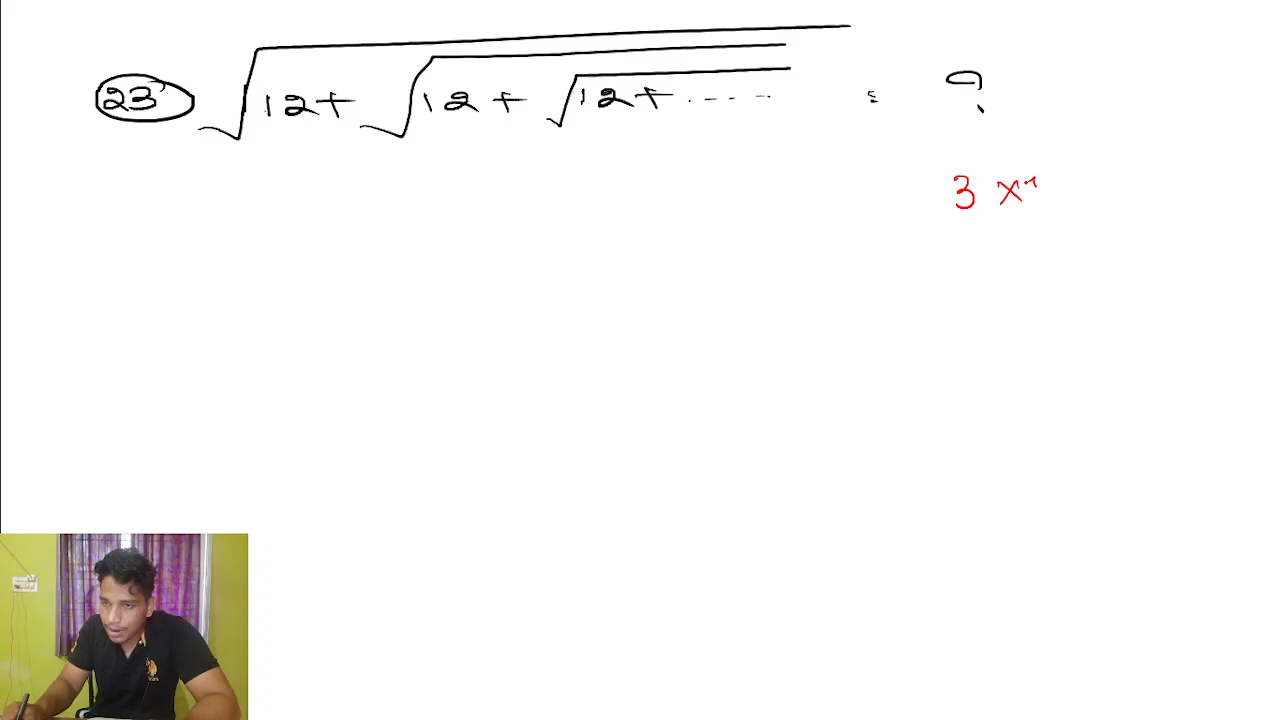 23) √12+ √12+ √12+ ----- = ?
3 ×